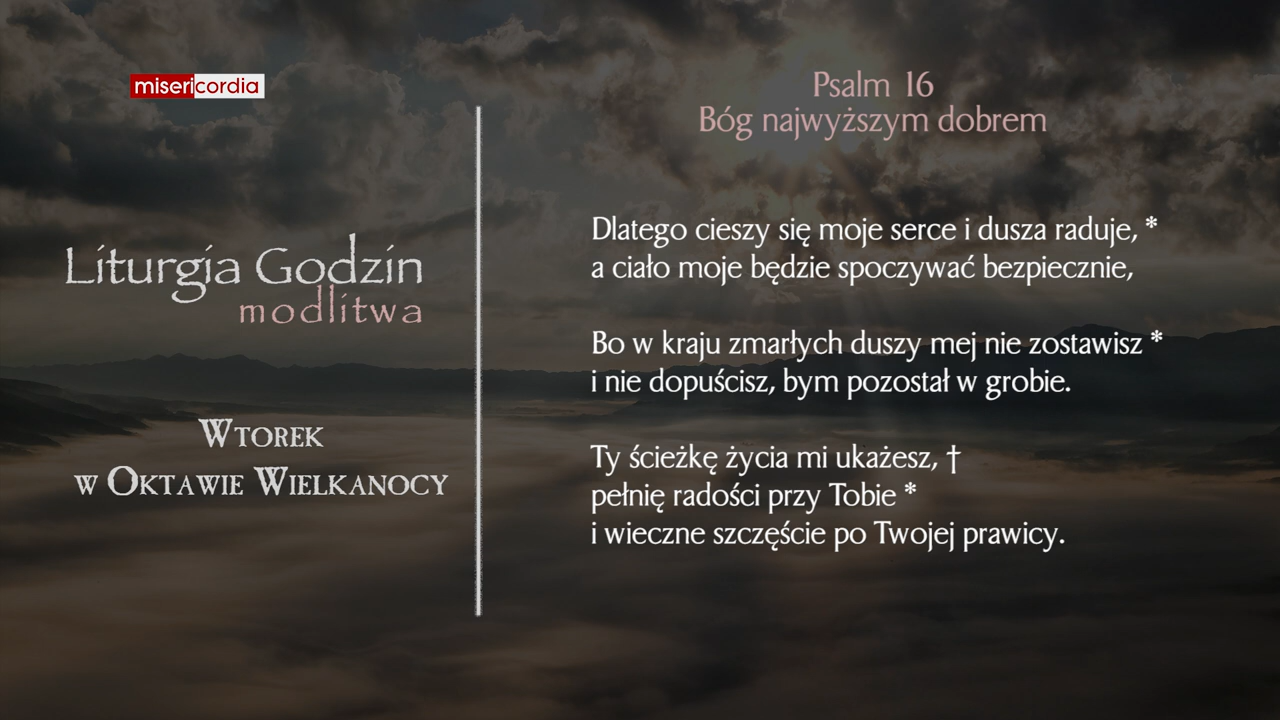 misericordia
Liturgia Godzin
modlitwa
Wtorek
w Oktawie Wielkanocy
Psalm 16
Bóg najwyższym dobrem
Dlatego cieszy się moje serce i dusza raduje, *
a ciało moje będzie spoczywać bezpiecznie,
Bo w kraju zmarłych duszy mej nie zostawisz *
i nie dopuścisz, bym pozostał w grobie.
Ty ścieżkę życia mi ukażesz, †
pełnię radości przy Tobie *
i wieczne szczęście po Twojej prawicy.